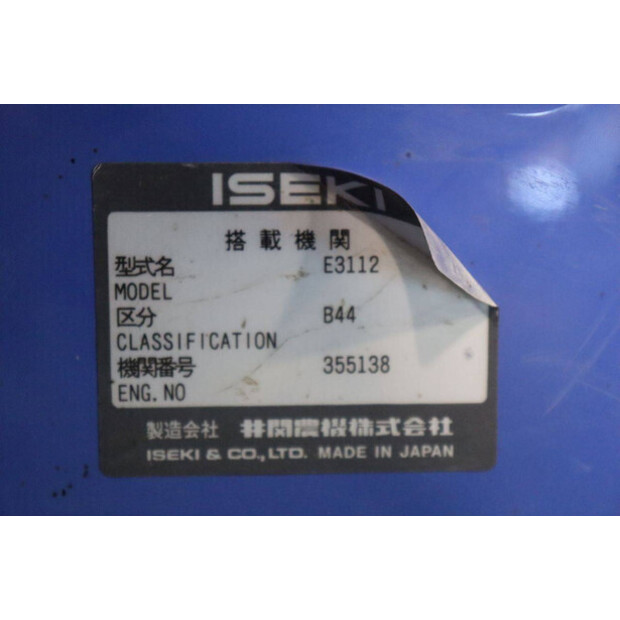 ISEKI
搭載機関
型式名 E3112
MODEL
区分 B44
CLASSIFICATION
機関番号 355138
ENG.NO
製造会社 井関農機株式会社
ISEKI & CO., LTD. MADE IN JAPAN